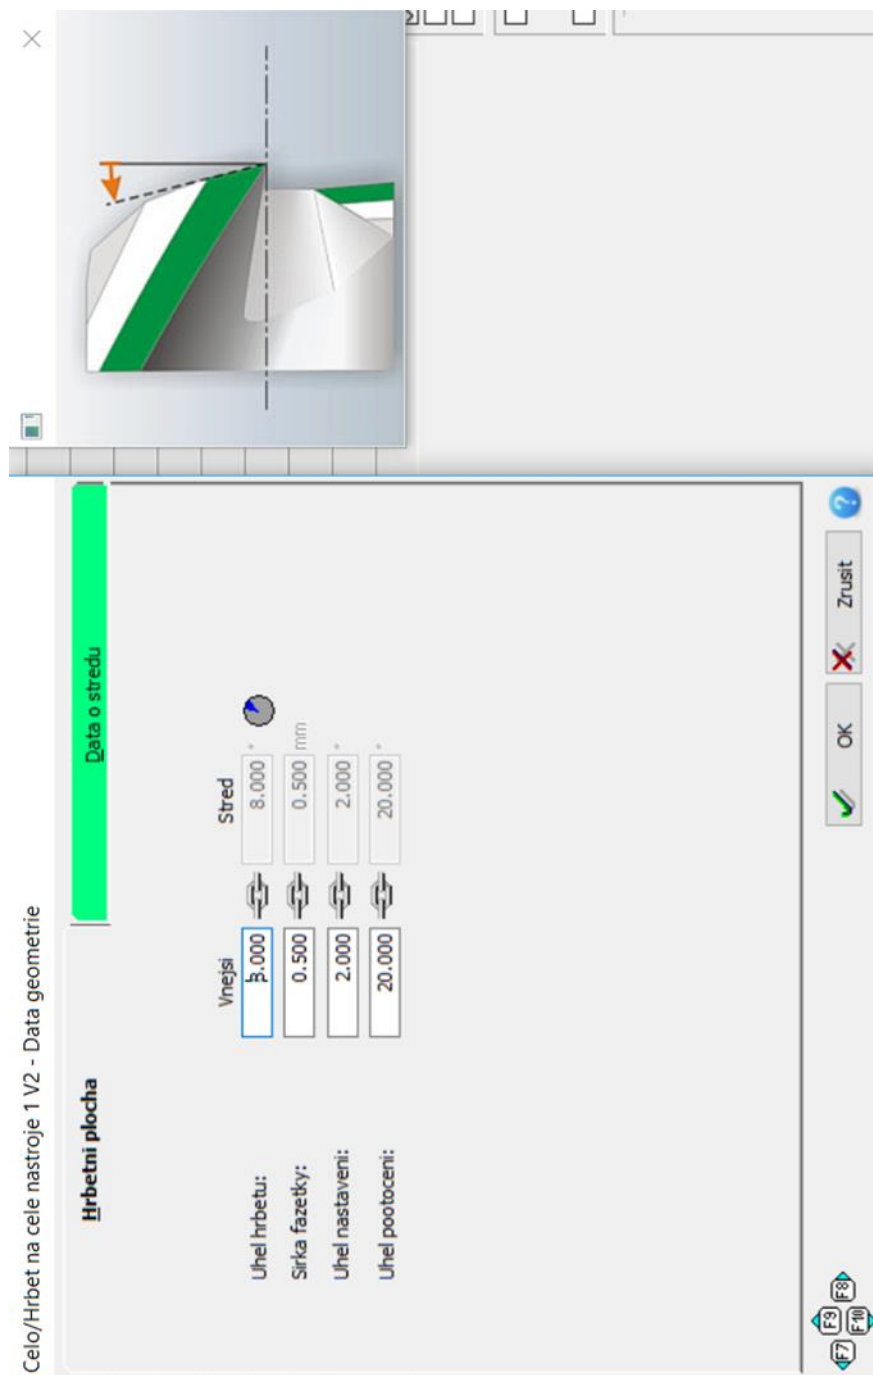 Celo/Hrbet na cele nastroje 1 V2 - Data geometrie
Hrbetni plocha
Data o stredu
Vnejsi Stred
Uhel hrbetu: 8.000 8.000 °
Sirka fazetky: 0.500 0.500 mm
Uhel nastaveni: 2.000 2.000 °
Uhel pootoceni: 20.000 20.000 °
F7 F9 F10 F8
OK Zrusit ?